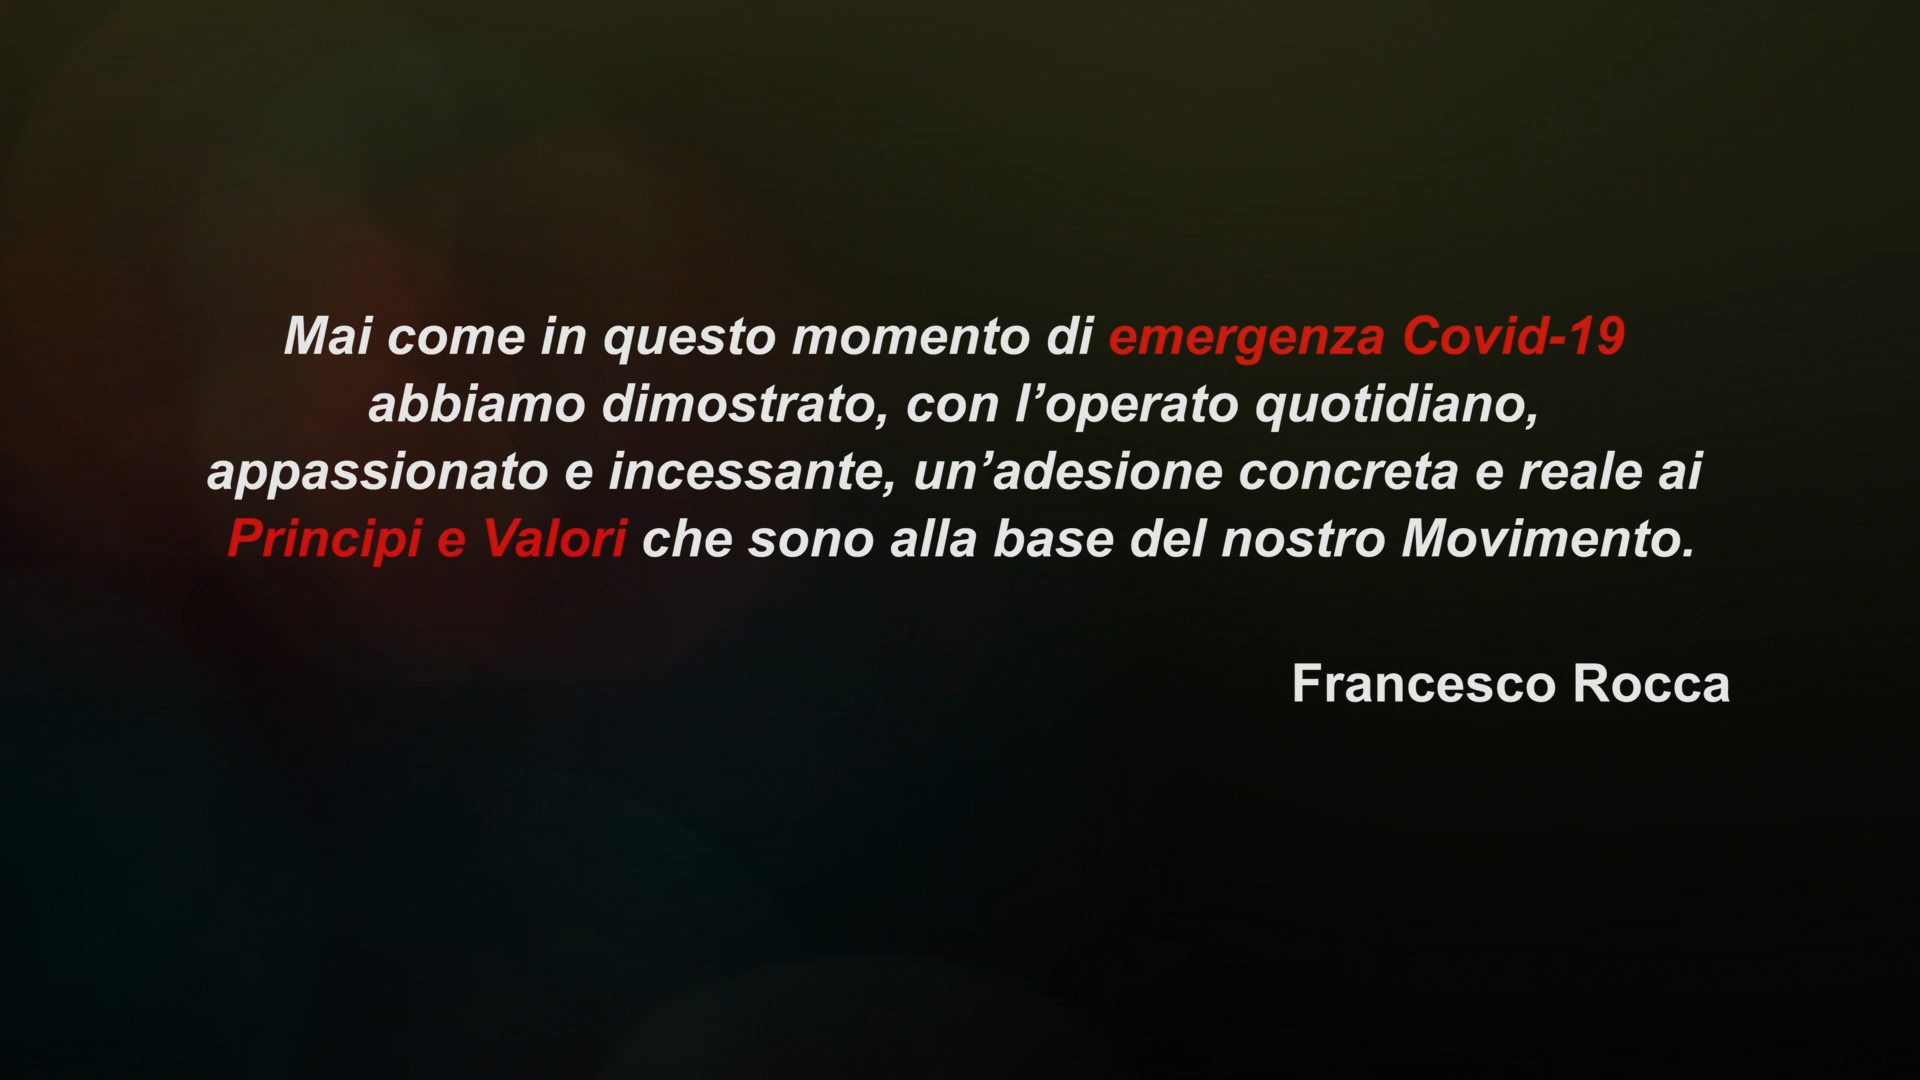 Mai come in questo momento di emergenza Covid-19
abbiamo dimostrato, con l’operato quotidiano,
appassionato e incessante, un’adesione concreta e reale ai
Principi e Valori che sono alla base del nostro Movimento.
Francesco Rocca